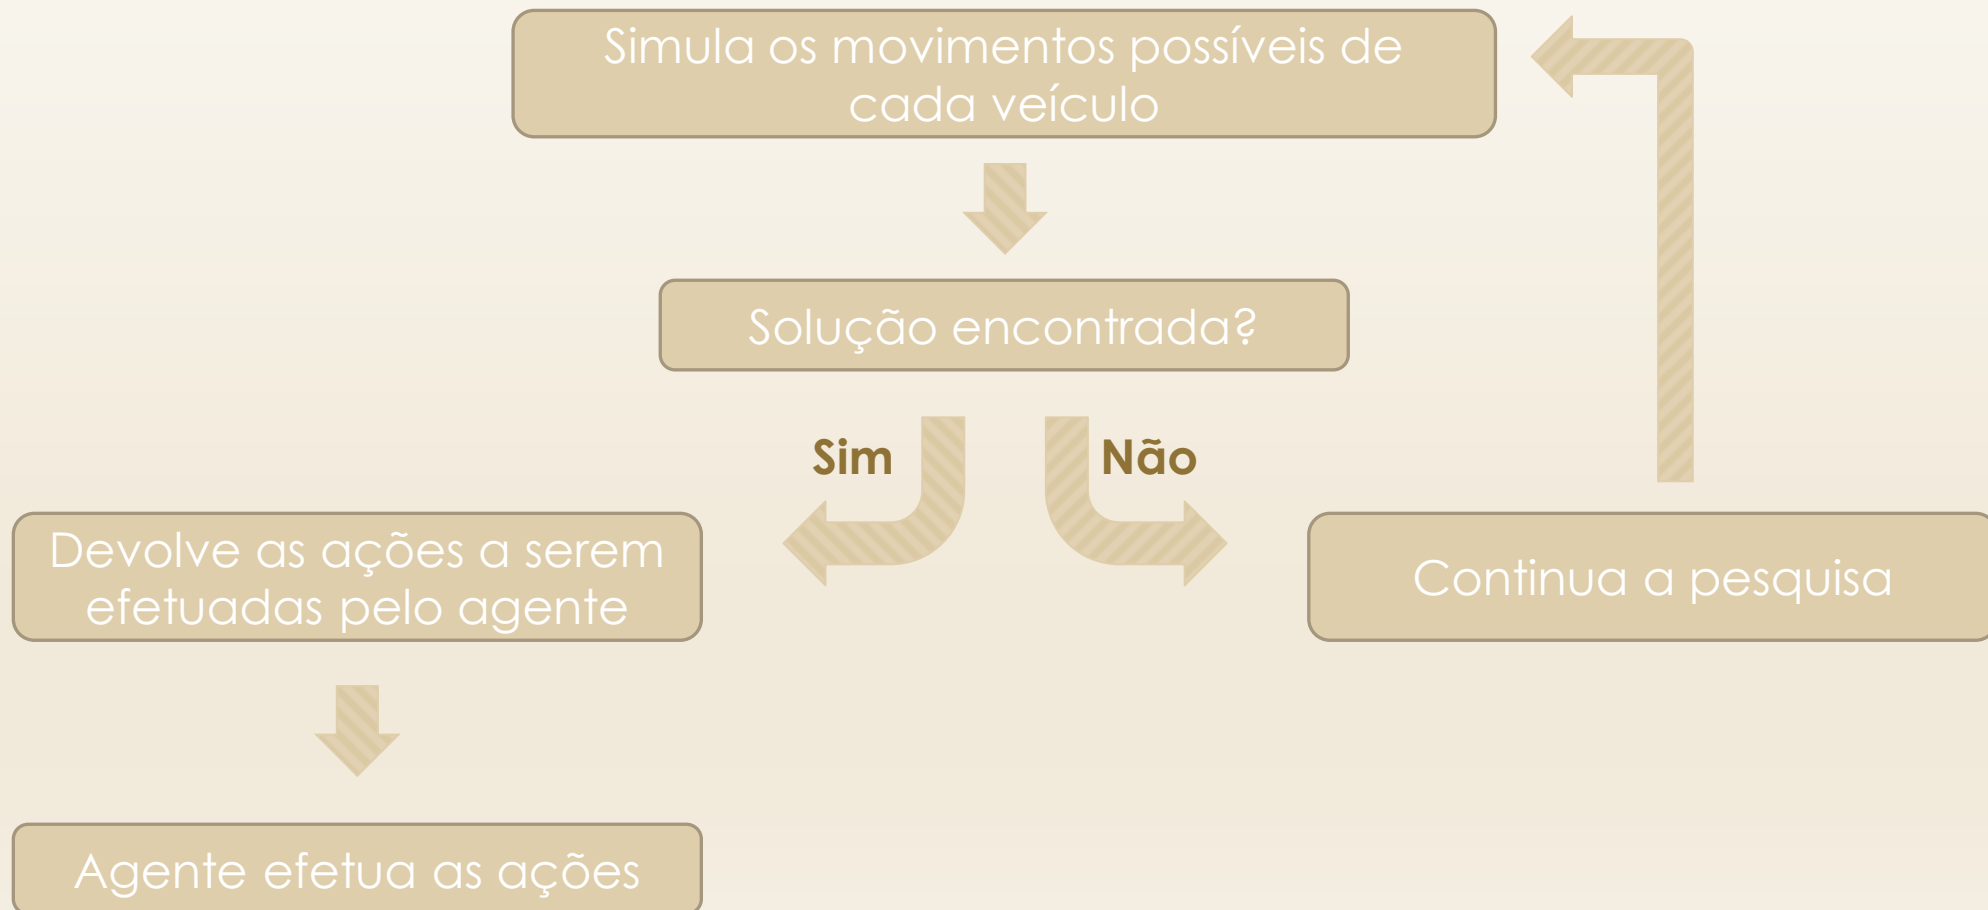 Simula os movimentos possíveis de
cada veículo
Solução encontrada?
Sim
Não
Devolve as ações a serem
efetuadas pelo agente
Continua a pesquisa
Agente efetua as ações